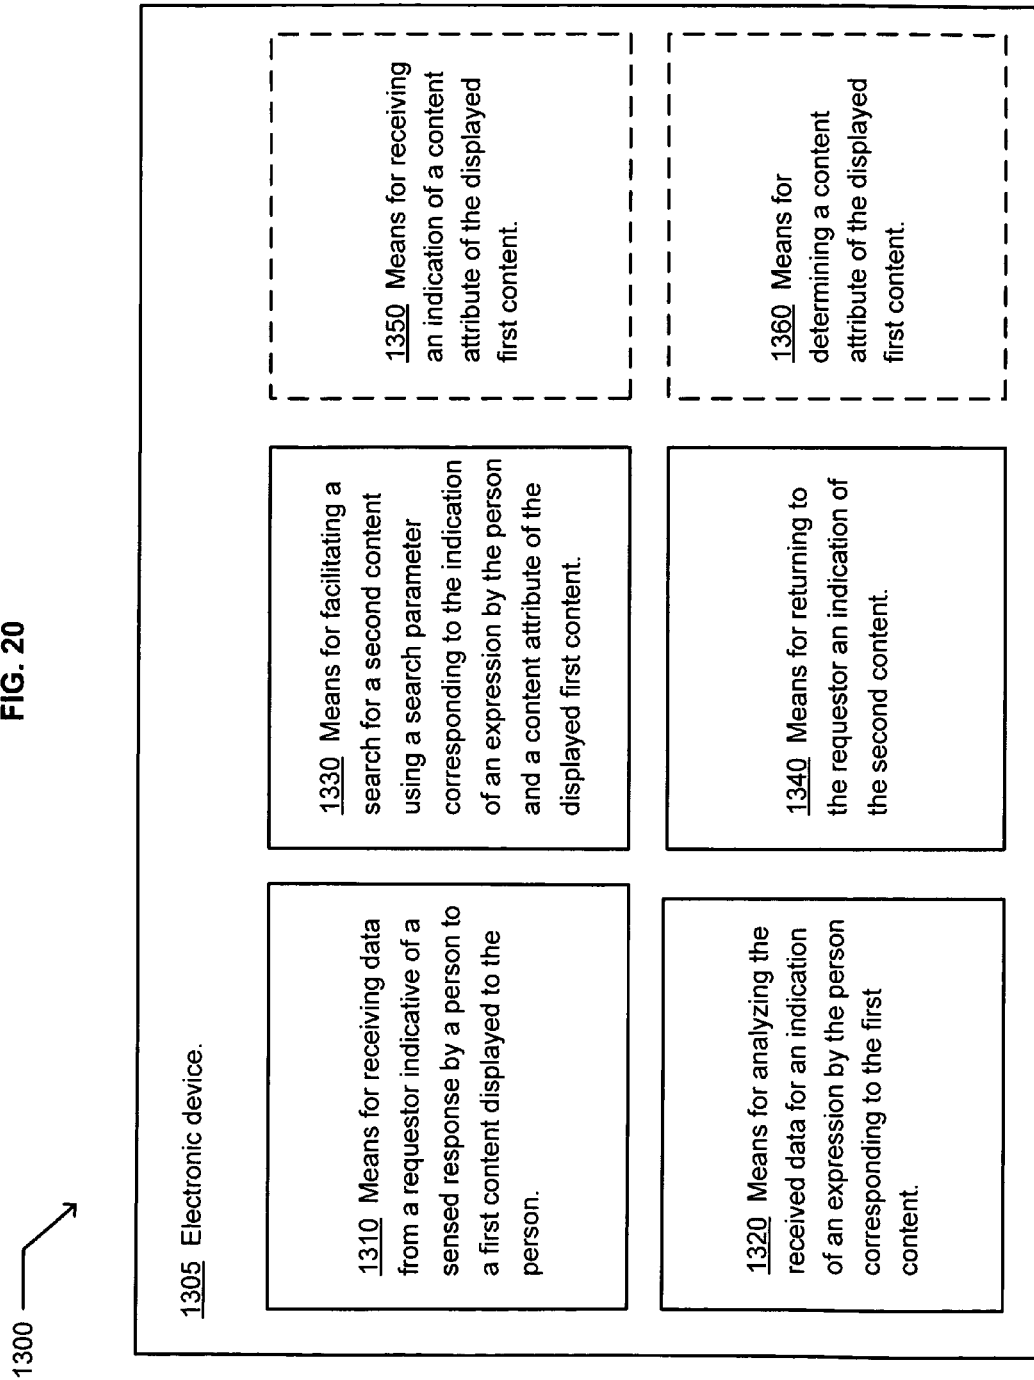 FIG. 20
1300
1305 Electronic device.
1310 Means for receiving data
from a requestor indicative of a
sensed response by a person to
a first content displayed to the
person.
1320 Means for analyzing the
received data for an indication
of an expression by the person
corresponding to the first
content.
1330 Means for facilitating a
search for a second content
using a search parameter
corresponding to the indication
of an expression by the person
and a content attribute of the
displayed first content.
1340 Means for returning to
the requestor an indication of
the second content.
1350 Means for receiving
an indication of a content
attribute of the displayed
first content.
1360 Means for
determining a content
attribute of the displayed
first content.